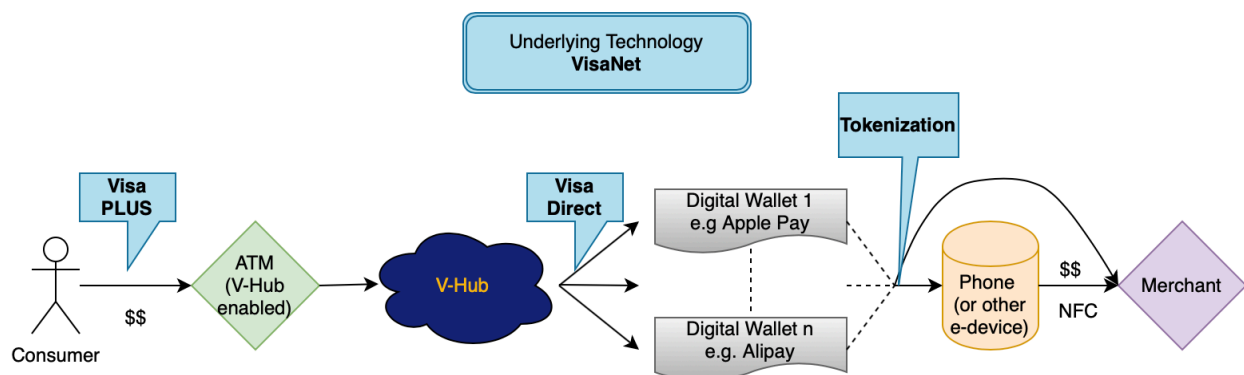 Underlying Technology
VisaNet
Tokenization
Visa
PLUS
Visa
Direct
Digital Wallet 1
e.g Apple Pay
ATM
(V-Hub
enabled)
V-Hub
$$
Consumer
Digital Wallet n
e.g. Alipay
Phone
(or other
e-device)
$$
NFC
Merchant